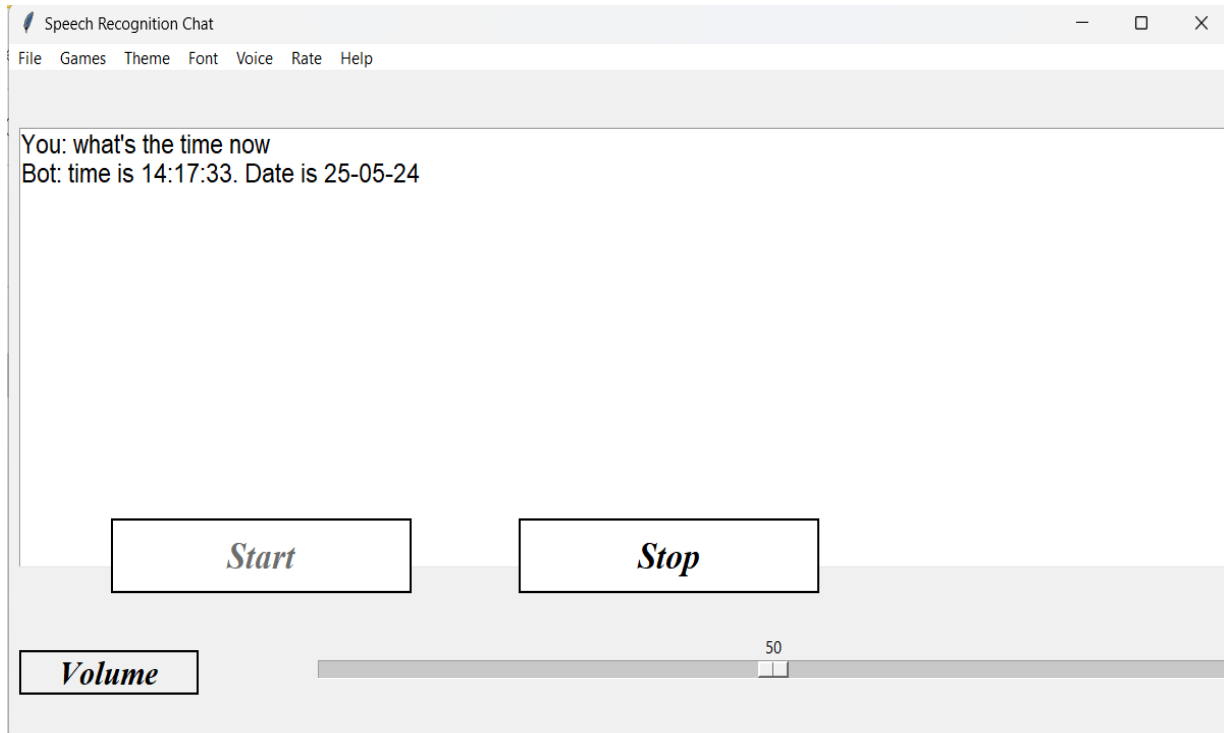 Speech Recognition Chat
File Games Theme Font Voice Rate Help
You: what's the time now
Bot: time is 14:17:33. Date is 25-05-24
Start Stop
50
Volume